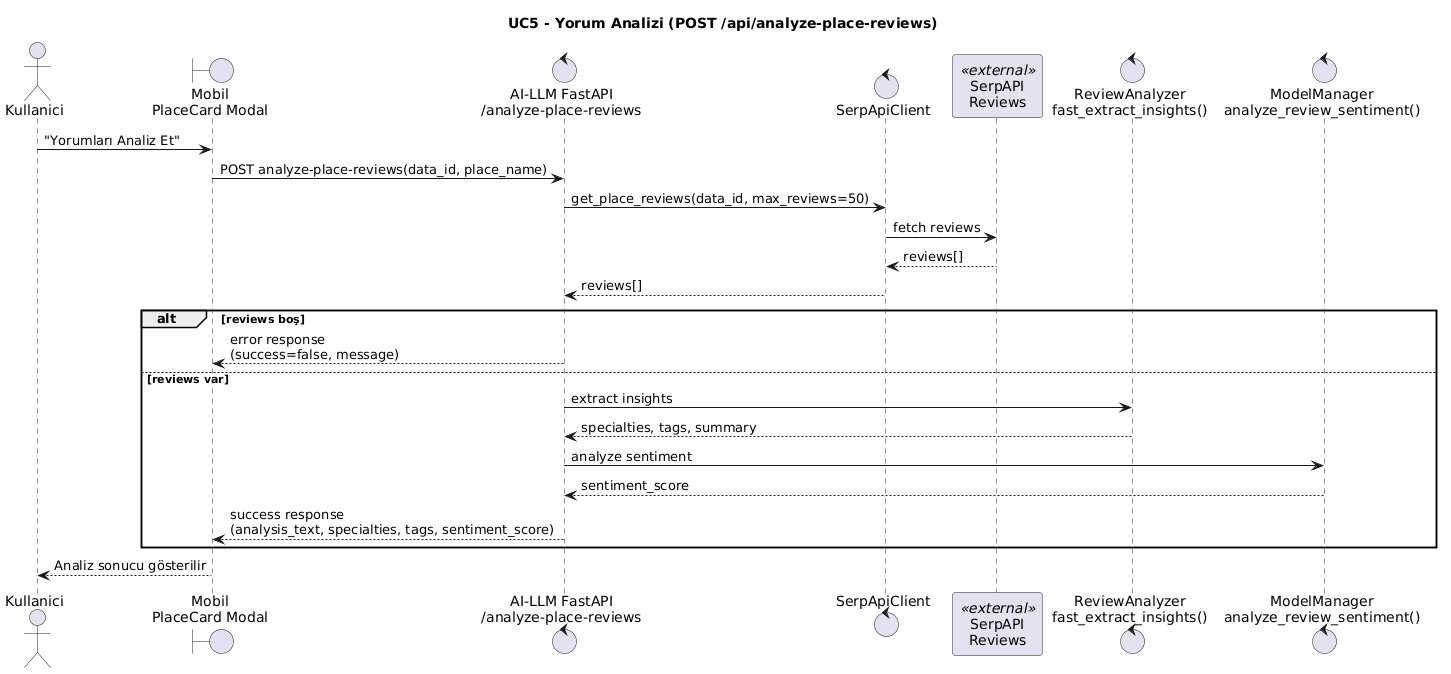 UC5 - Yorum Analizi (POST /api/analyze-place-reviews)
Kullanici
Mobil
PlaceCard Modal
AI-LLM FastAPI
/analyze-place-reviews
SerpApiClient
«external»
SerpAPI
Reviews
ReviewAnalyzer
fast_extract_insights()
ModelManager
analyze_review_sentiment()
"Yorumları Analiz Et"
POST analyze-place-reviews(data_id, place_name)
get_place_reviews(data_id, max_reviews=50)
fetch reviews
reviews[]
reviews[]
alt [reviews boş]
error response
(success=false, message)
[reviews var]
extract insights
specialties, tags, summary
analyze sentiment
sentiment_score
success response
(analysis_text, specialties, tags, sentiment_score)
Analiz sonucu gösterilir
Kullanici
Mobil
PlaceCard Modal
AI-LLM FastAPI
/analyze-place-reviews
SerpApiClient
«external»
SerpAPI
Reviews
ReviewAnalyzer
fast_extract_insights()
ModelManager
analyze_review_sentiment()